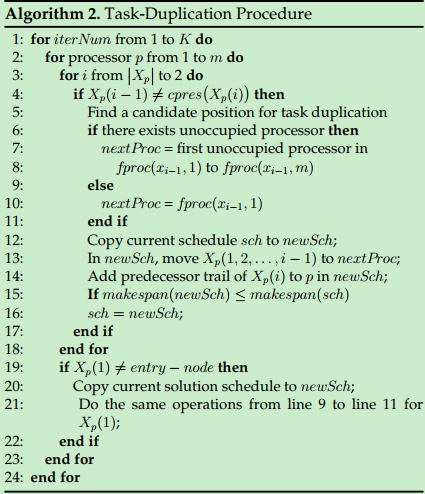 Algorithm 2. Task-Duplication Procedure
1: for iterNum from 1 to K do
2: for processor p from 1 to m do
3: for i from |X_p| to 2 do
4: if X_p(i − 1) ≠ cpres(X_p(i)) then
5: Find a candidate position for task duplication
6: if there exists unoccupied processor then
7: nextProc = first unoccupied processor in
8: fproc(x_{i−1}, 1) to fproc(x_{i−1}, m)
9: else
10: nextProc = fproc(x_{i−1}, 1)
11: end if
12: Copy current schedule sch to newSch;
13: In newSch, move X_p(1, 2, . . . , i − 1) to nextProc;
14: Add predecessor trail of X_p(i) to p in newSch;
15: If makespan(newSch) ≤ makespan(sch)
16: sch = newSch;
17: end if
18: end for
19: if X_p(1) ≠ entry − node then
20: Copy current solution schedule to newSch;
21: Do the same operations from line 9 to line 11 for
X_p(1);
22: end if
23: end for
24: end for